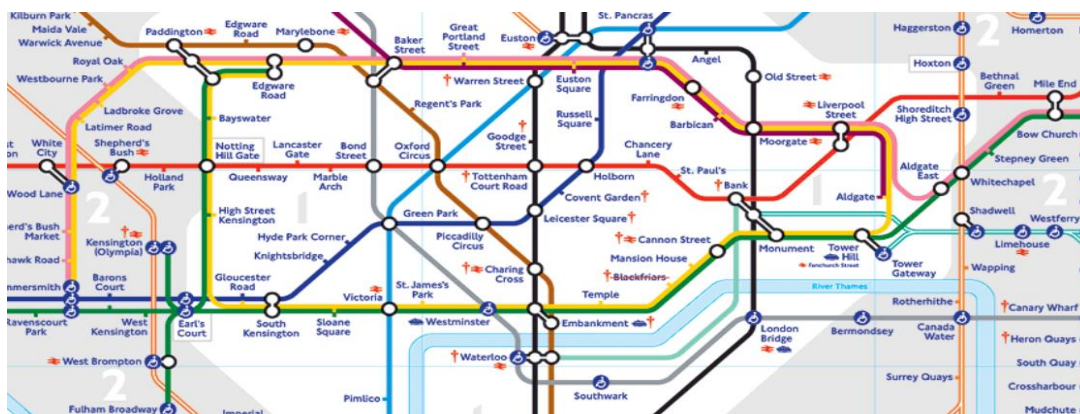 Kilburn Park
Maida Vale
Warwick Avenue
Royal Oak
Westbourne Park
Ladbroke Grove
Latimer Road
White
City
Shepherd's
Bush
Wood Lane
Holland
Park
2
Market
Kensington
(Olympia)
Barons
Court
Ravenscourt
Park
West
Kensington
Earl's
Court
West Brompton
2
Fulham Broadway
Paddington
Edgware
Road
Marylebone
Edgware
Road
Bayswater
Notting
Hill Gate
Lancaster
Gate
Queensway
Marble
Arch
Bond
Street
High Street
Kensington
1
Hyde Park Corner
Knightsbridge
Gloucester
Road
South
Kensington
Sloane
Square
Victoria
St. James's
Park
Westminster
Pimlico
Baker
Street
Great
Portland
Street
Regent's Park
Oxford
Circus
Green Park
Piccadilly
Circus
Euston
St. Pancras
Warren Street
Euston
Square
Goodge
Street
Russell
Square
Tottenham
Court Road
Holborn
Covent Garden
Leicester Square
Charing
Cross
Embankment
Waterloo
Southwark
Temple
Blackfriars
Mansion House
Cannon Street
Angel
Old Street
Farringdon
Barbican
Moorgate
Liverpool
Street
Chancery
Lane
St. Paul's
Bank
1
Monument
Tower
Hill
Fenchurch Street
Tower
Gateway
Aldgate
Aldgate
East
River Thames
London
Bridge
Bermondsey
Canada
Water
Haggerston
2
Homerton
Hoxton
Bethnal
Green
Mile End
Shoreditch
High Street
Bow Church
Stepney Green
Whitechapel
2
Shadwell
Westferry
Limehouse
Wapping
Rotherhithe
Canary Wharf
Heron Quays
South Quay
Surrey Quays
Crossharbour
Mudchute